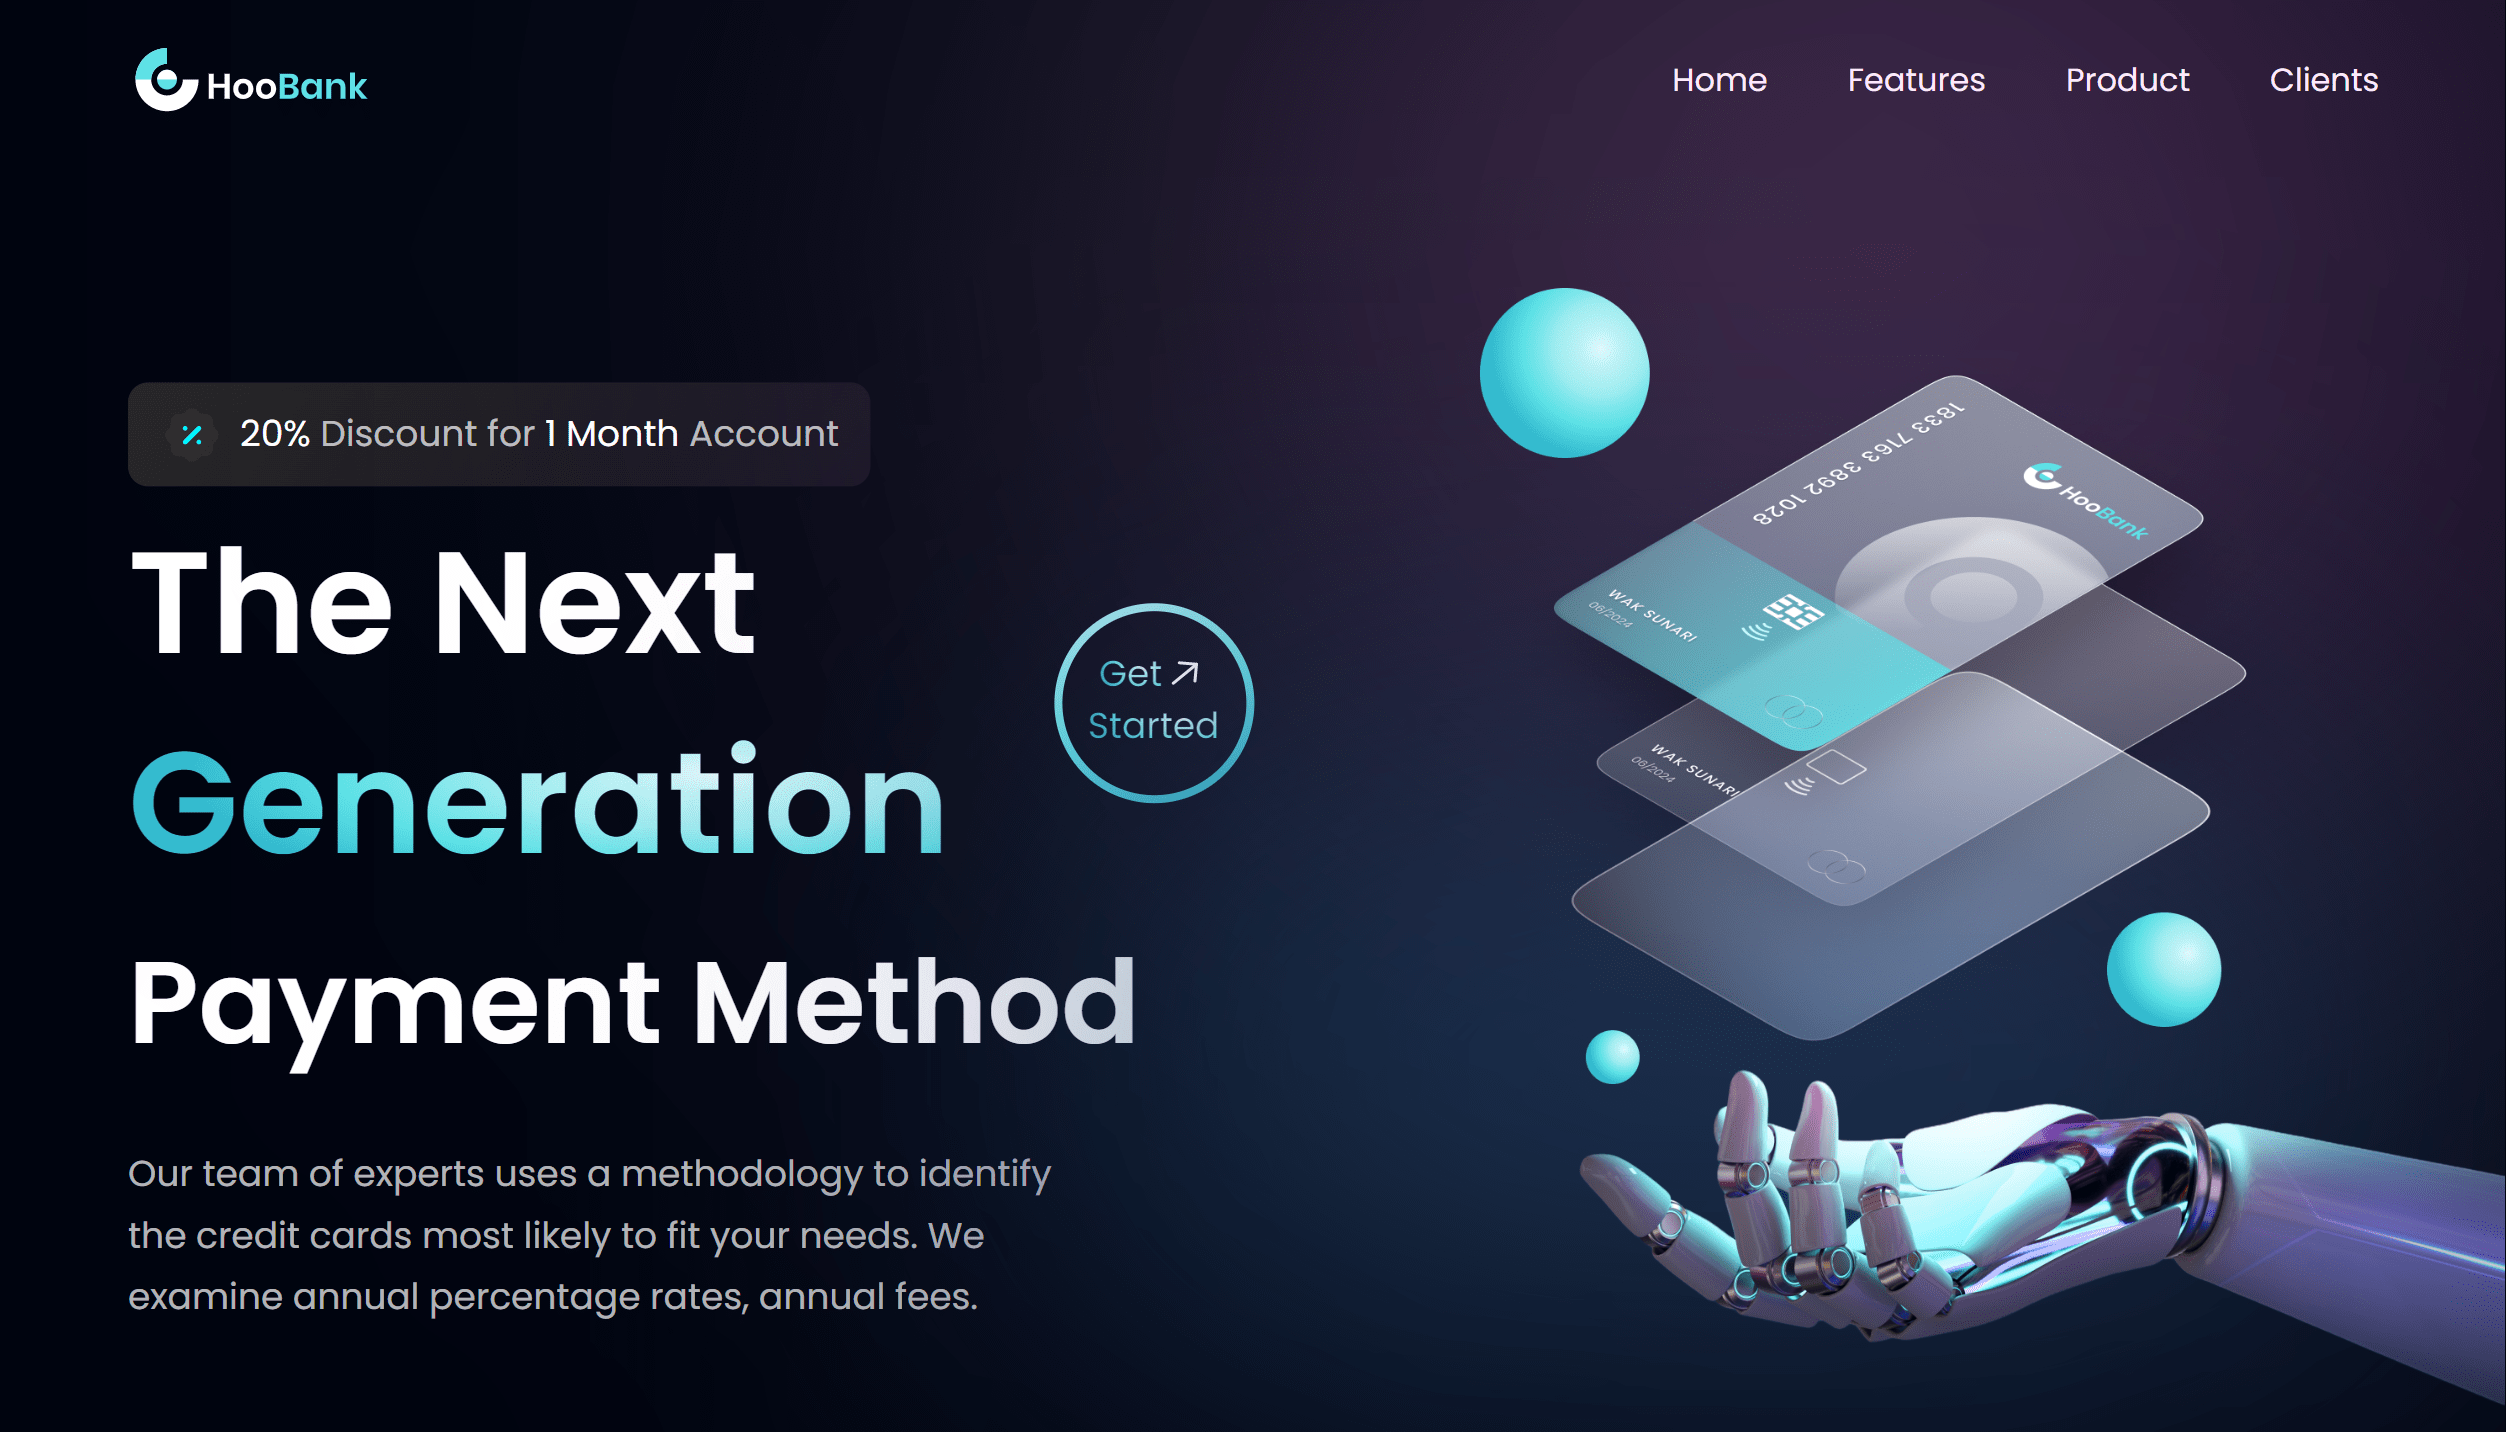 HooBank
Home Features Product Clients
20% Discount for 1 Month Account
The Next
Generation
Payment Method
Get
Started
Our team of experts uses a methodology to identify
the credit cards most likely to fit your needs. We
examine annual percentage rates, annual fees.
1833 7163 3892 1028
HooBank
WAK SUNARI
06/2024
WAK SUNARI
06/2024